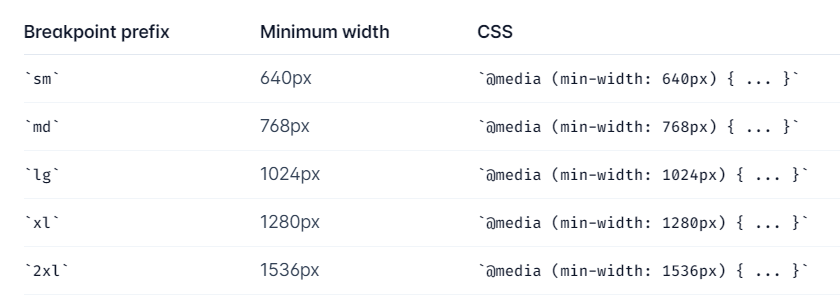 Breakpoint prefix Minimum width CSS
`sm` 640px `@media (min-width: 640px) { ... }`
`md` 768px `@media (min-width: 768px) { ... }`
`lg` 1024px `@media (min-width: 1024px) { ... }`
`xl` 1280px `@media (min-width: 1280px) { ... }`
`2xl` 1536px `@media (min-width: 1536px) { ... }`